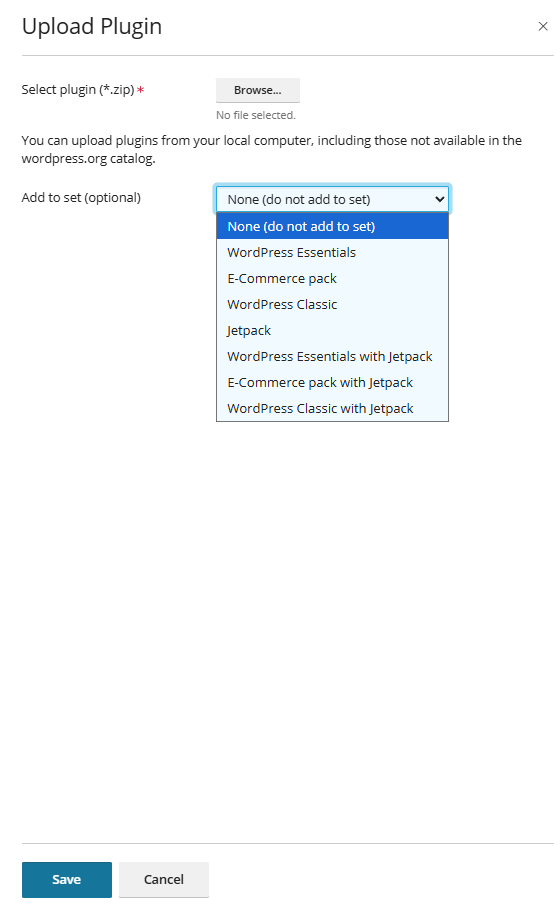 Upload Plugin
Select plugin (*.zip) *
Browse...
No file selected.
You can upload plugins from your local computer, including those not available in the
wordpress.org catalog.
Add to set (optional)
None (do not add to set)
None (do not add to set)
WordPress Essentials
E-Commerce pack
WordPress Classic
Jetpack
WordPress Essentials with Jetpack
E-Commerce pack with Jetpack
WordPress Classic with Jetpack
Save
Cancel